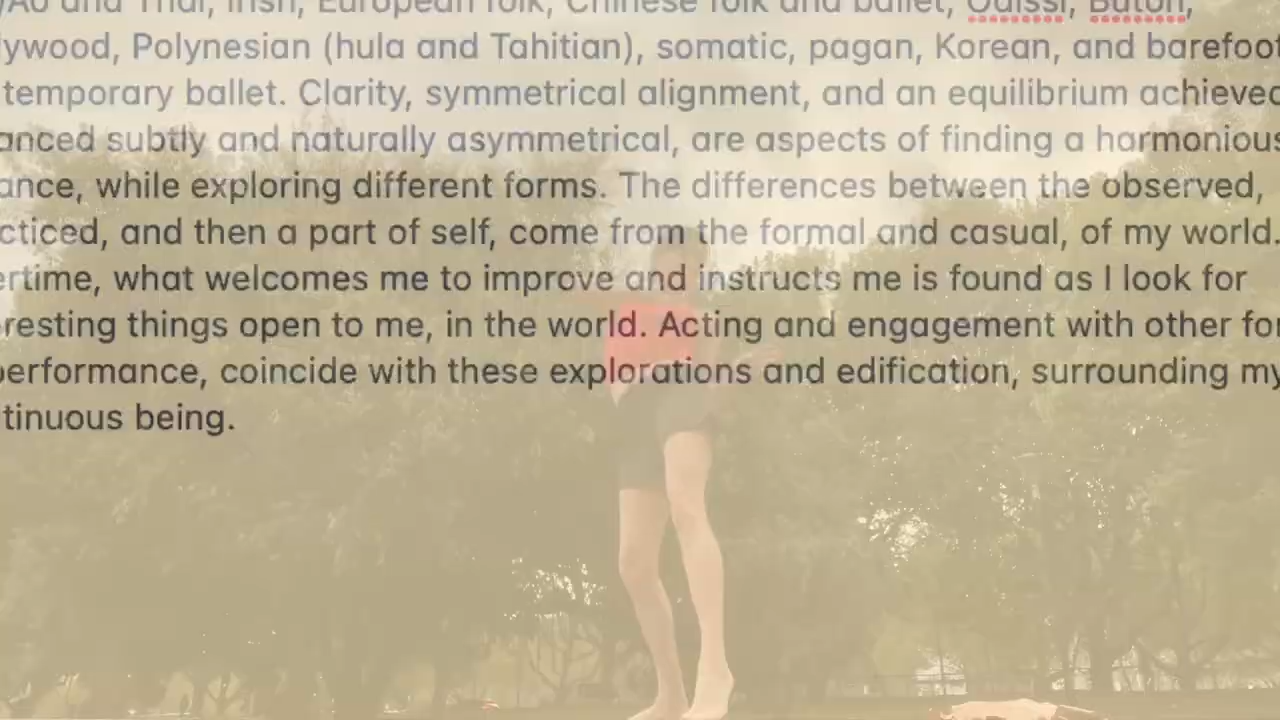 /Ao and Thai, Irish, European folk, Chinese folk and ballet, Odissi, Butoh,
lywood, Polynesian (hula and Tahitian), somatic, pagan, Korean, and barefoot
temporary ballet. Clarity, symmetrical alignment, and an equilibrium achieved
anced subtly and naturally asymmetrical, are aspects of finding a harmonious
ance, while exploring different forms. The differences between the observed,
cticed, and then a part of self, come from the formal and casual, of my world.
ertime, what welcomes me to improve and instructs me is found as I look for
resting things open to me, in the world. Acting and engagement with other for
performance, coincide with these explorations and edification, surrounding my
tinuous being.